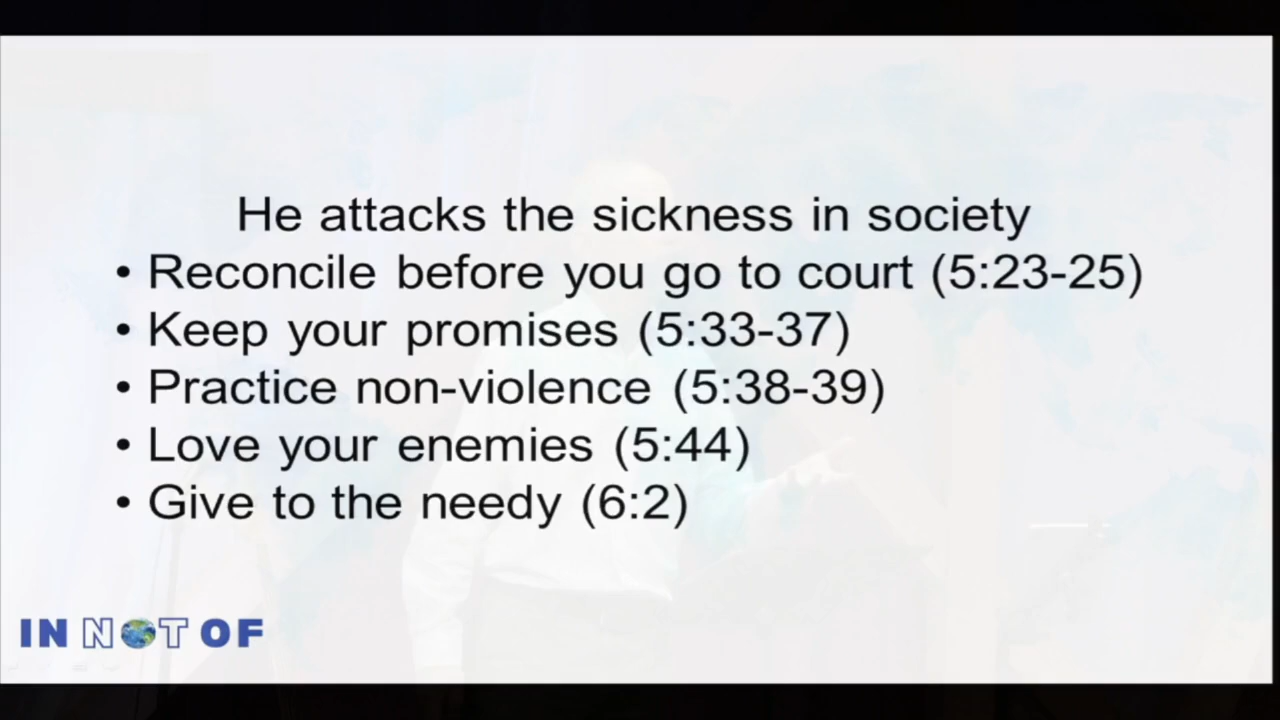 He attacks the sickness in society
• Reconcile before you go to court (5:23-25)
• Keep your promises (5:33-37)
• Practice non-violence (5:38-39)
• Love your enemies (5:44)
• Give to the needy (6:2)
IN NOT OF